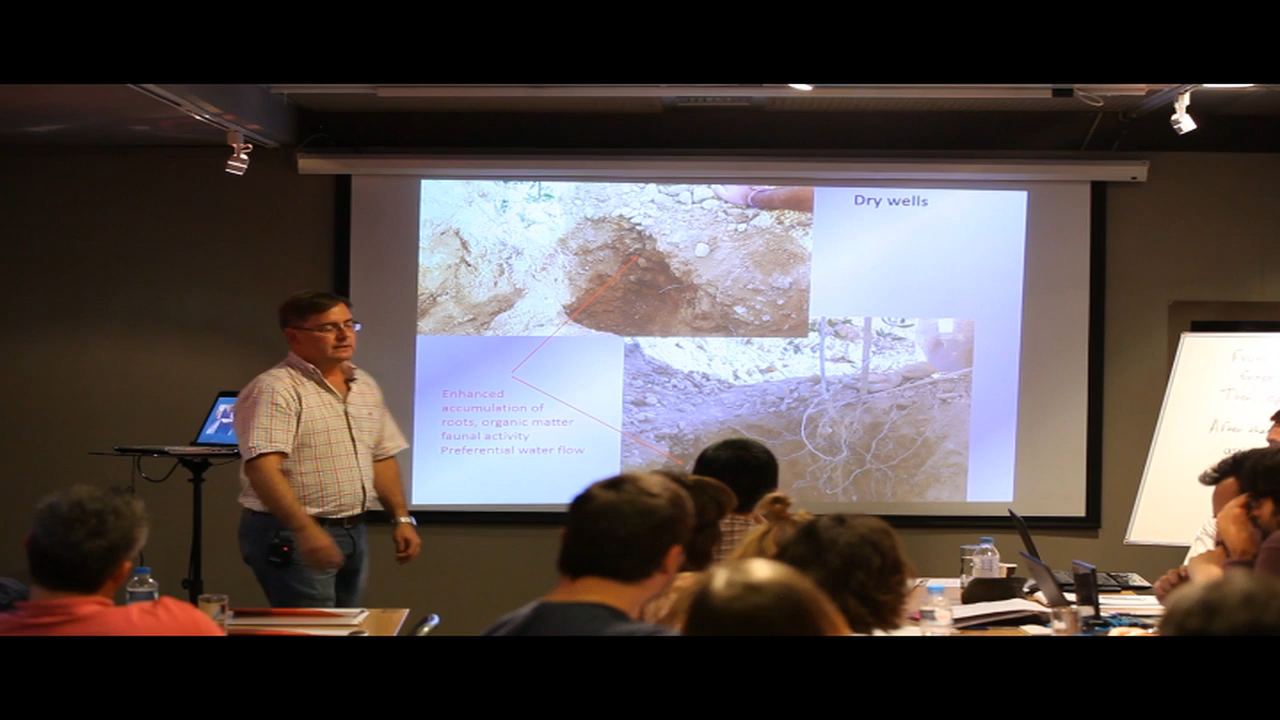 Dry wells
Enhanced
accumulation of
roots, organic matter
faunal activity
Preferential water flow